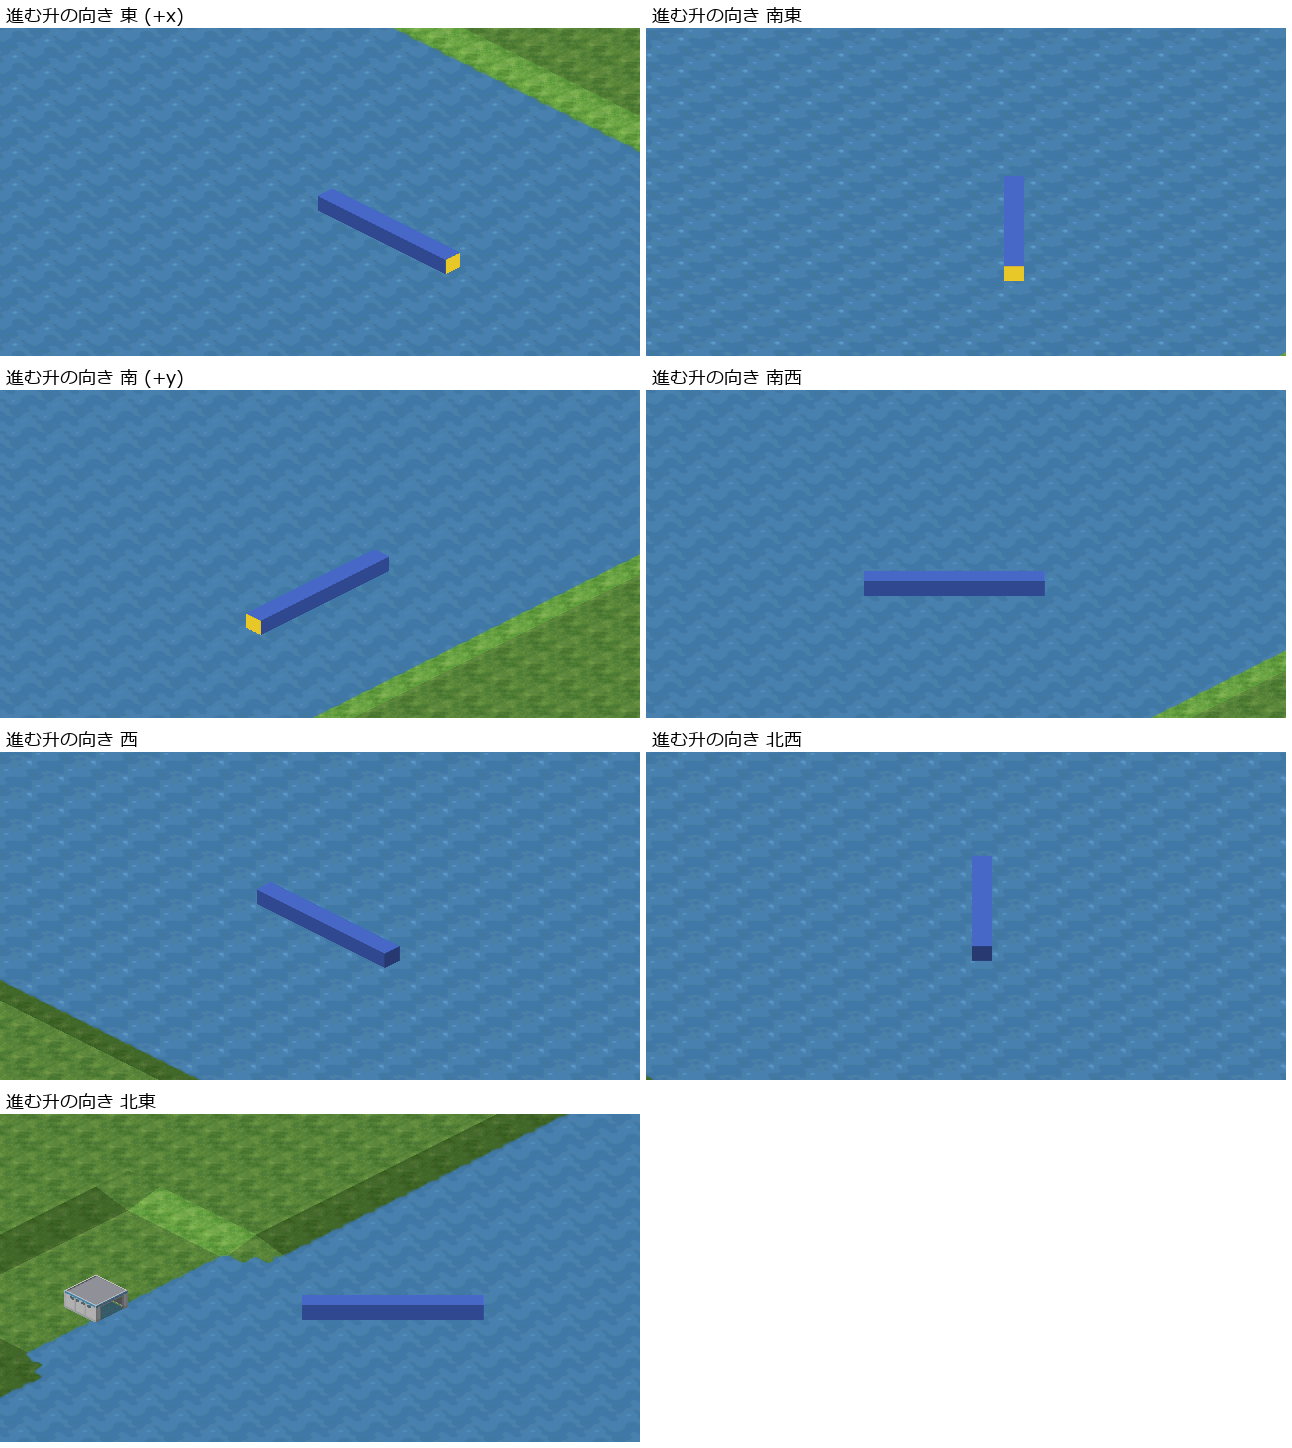 進む升の向き 東 (+x)
進む升の向き 南東
進む升の向き 南 (+y)
進む升の向き 南西
進む升の向き 西
進む升の向き 北西
進む升の向き 北東